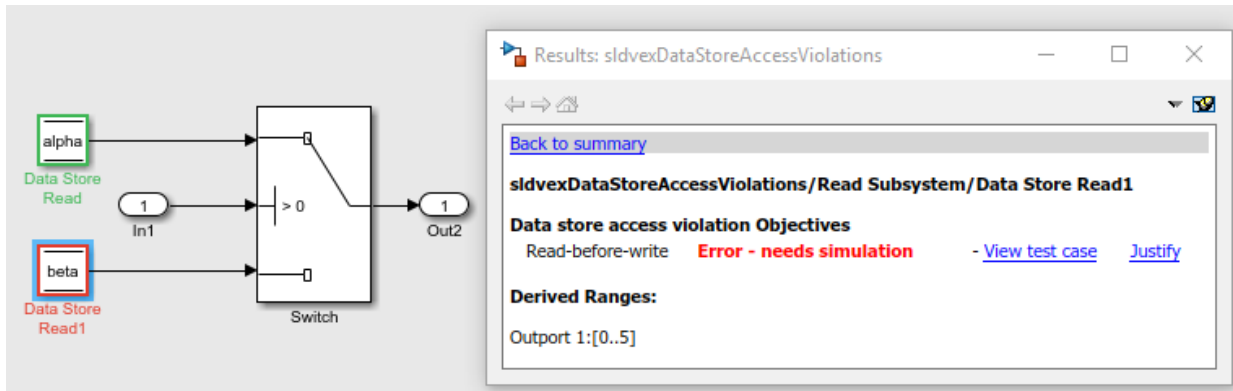 alpha
Data Store
Read
1
In1
> 0
1
Out2
beta
Data Store
Read1
Switch
Results: sldvexDataStoreAccessViolations
Back to summary
sldvexDataStoreAccessViolations/Read Subsystem/Data Store Read1
Data store access violation Objectives
Read-before-write Error - needs simulation - View test case Justify
Derived Ranges:
Outport 1:[0..5]